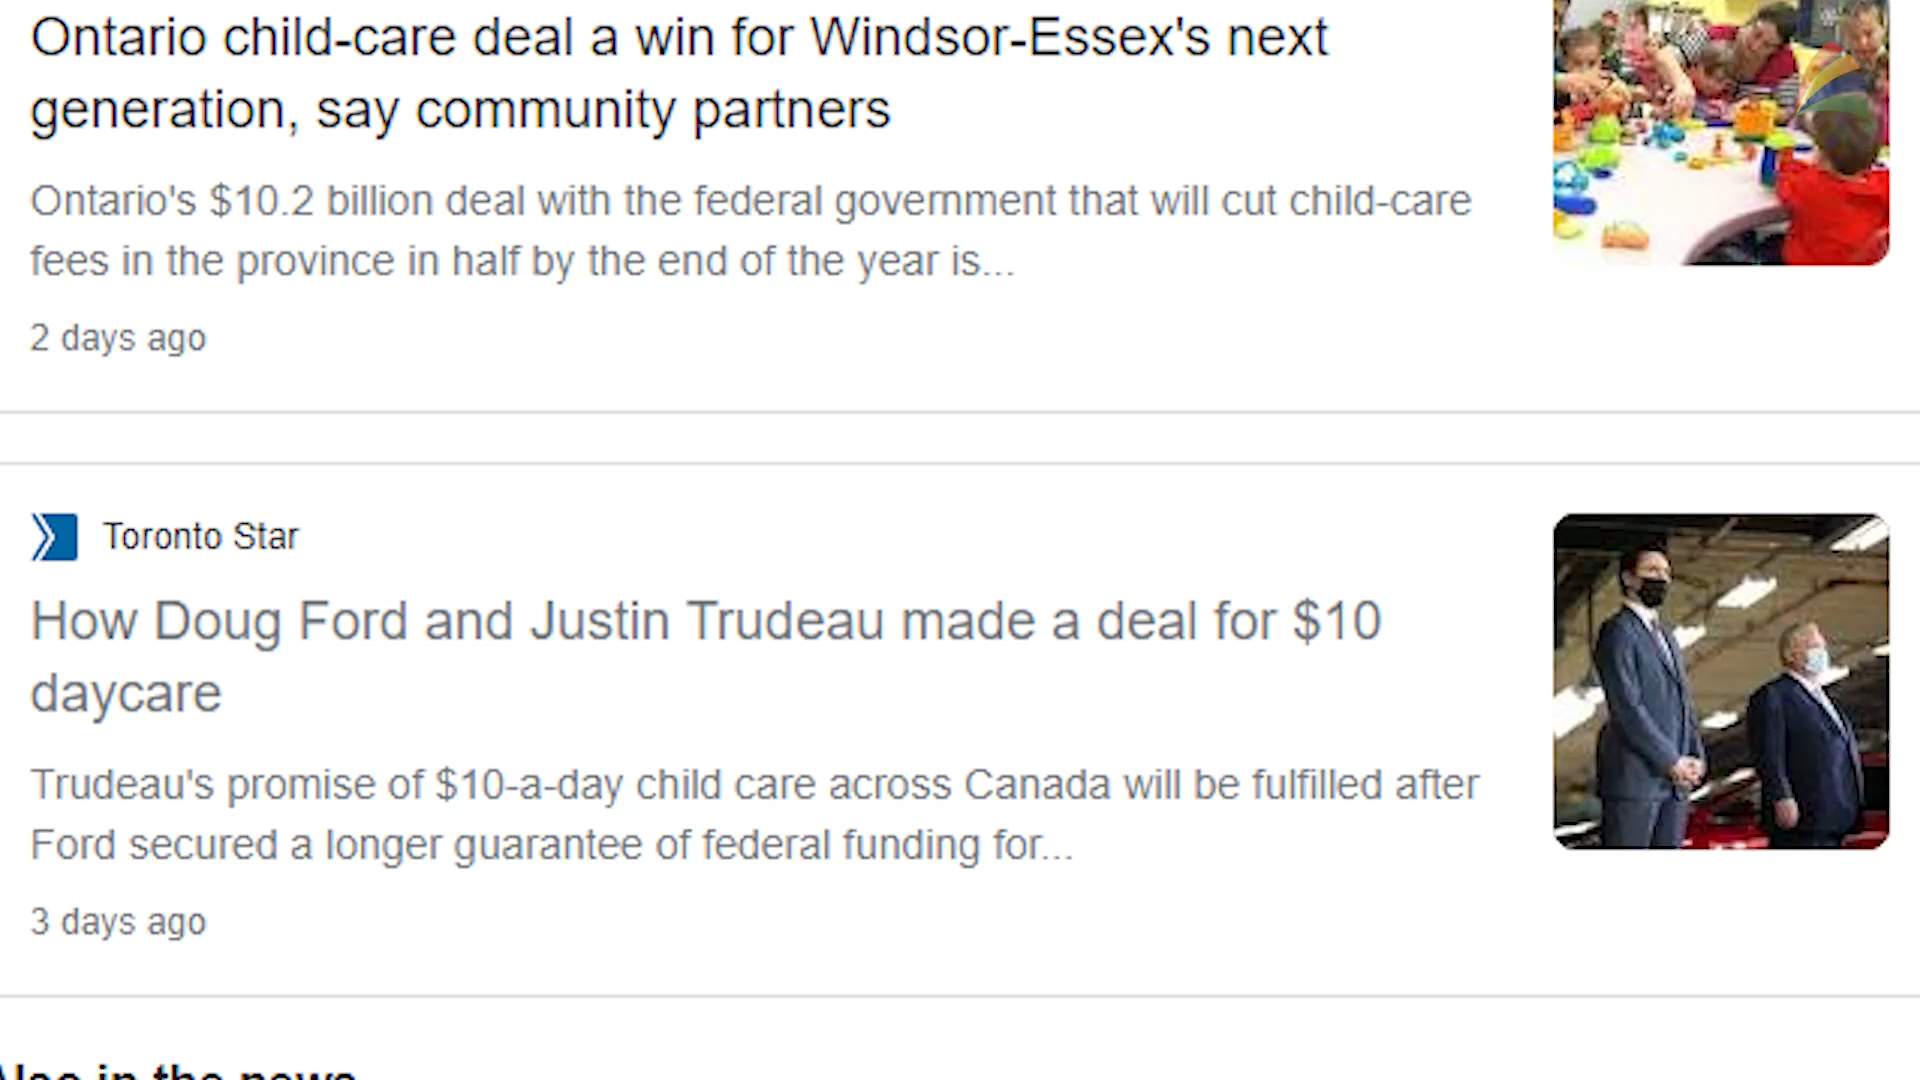 Ontario child-care deal a win for Windsor-Essex's next
generation, say community partners
Ontario's $10.2 billion deal with the federal government that will cut child-care
fees in the province in half by the end of the year is...
2 days ago
Toronto Star
How Doug Ford and Justin Trudeau made a deal for $10
daycare
Trudeau's promise of $10-a-day child care across Canada will be fulfilled after
Ford secured a longer guarantee of federal funding for...
3 days ago
Also in the news